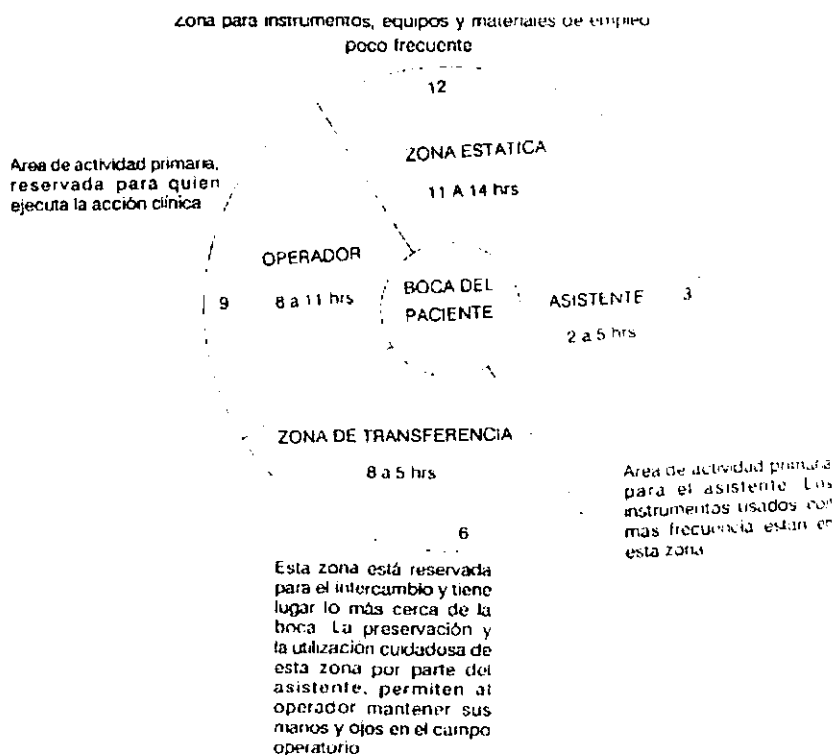 Zona para instrumentos, equipos y materiales de empleo
poco frecuente
12
ZONA ESTATICA
11 A 14 hrs
Area de actividad primaria,
reservada para quien
ejecuta la acción clínica
OPERADOR
9
8 a 11 hrs
BOCA DEL
PACIENTE
ASISTENTE
3
2 a 5 hrs
ZONA DE TRANSFERENCIA
8 a 5 hrs
Area de actividad primaria
para el asistente. Los
instrumentos usados con
mas frecuencia están en
esta zona
6
Esta zona está reservada
para el intercambio y tiene
lugar lo más cerca de la
boca. La preservación y
la utilización cuidadosa de
esta zona por parte del
asistente, permiten al
operador mantener sus
manos y ojos en el campo
operatorio